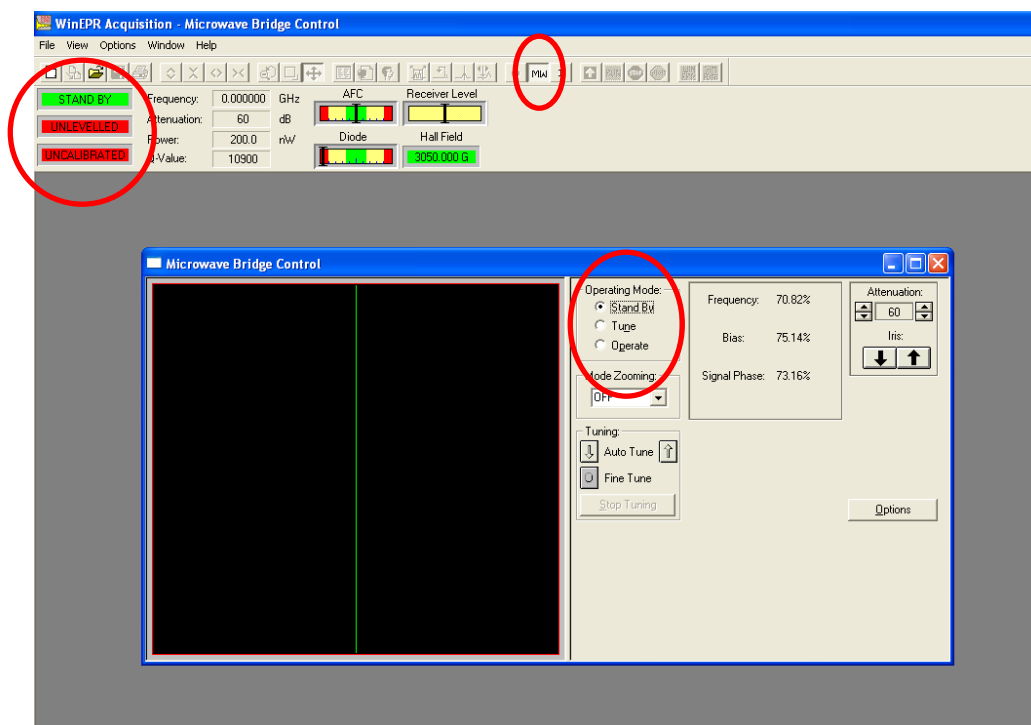 WinEPR Acquisition - Microwave Bridge Control
File View Options Window Help
MW
STAND BY Frequency: 0.000000 GHz AFC Receiver Level
UNLEVELLED Attenuation: 60 dB
Power: 200.0 nW Diode Hall Field
UNCALIBRATED Q-Value: 10900 3050.000 G
Microwave Bridge Control
Operating Mode: Frequency: 70.82% Attenuation:
Stand By 60
Tune Bias: 75.14% Iris:
Operate
Mode Zooming: Signal Phase: 73.16%
OFF
Tuning:
Auto Tune
Fine Tune
Stop Tuning Options